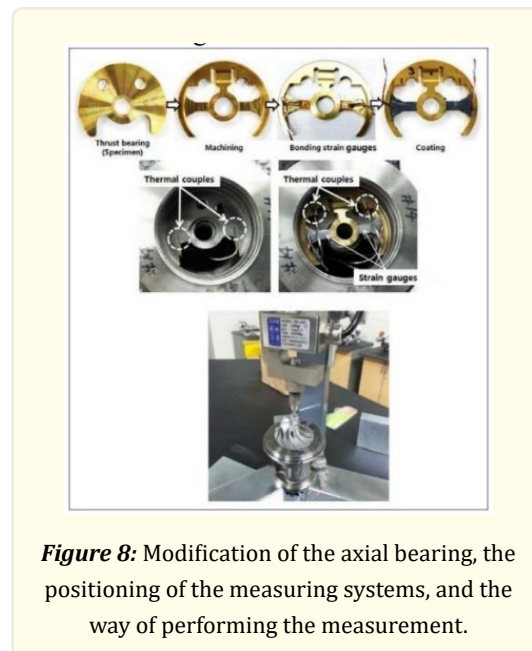 Thrust bearing
(Specimen)
Machining
Bonding strain gauges
Coating
Thermal couples
Thermal couples
Strain gauges
Figure 8: Modification of the axial bearing, the
positioning of the measuring systems, and the
way of performing the measurement.